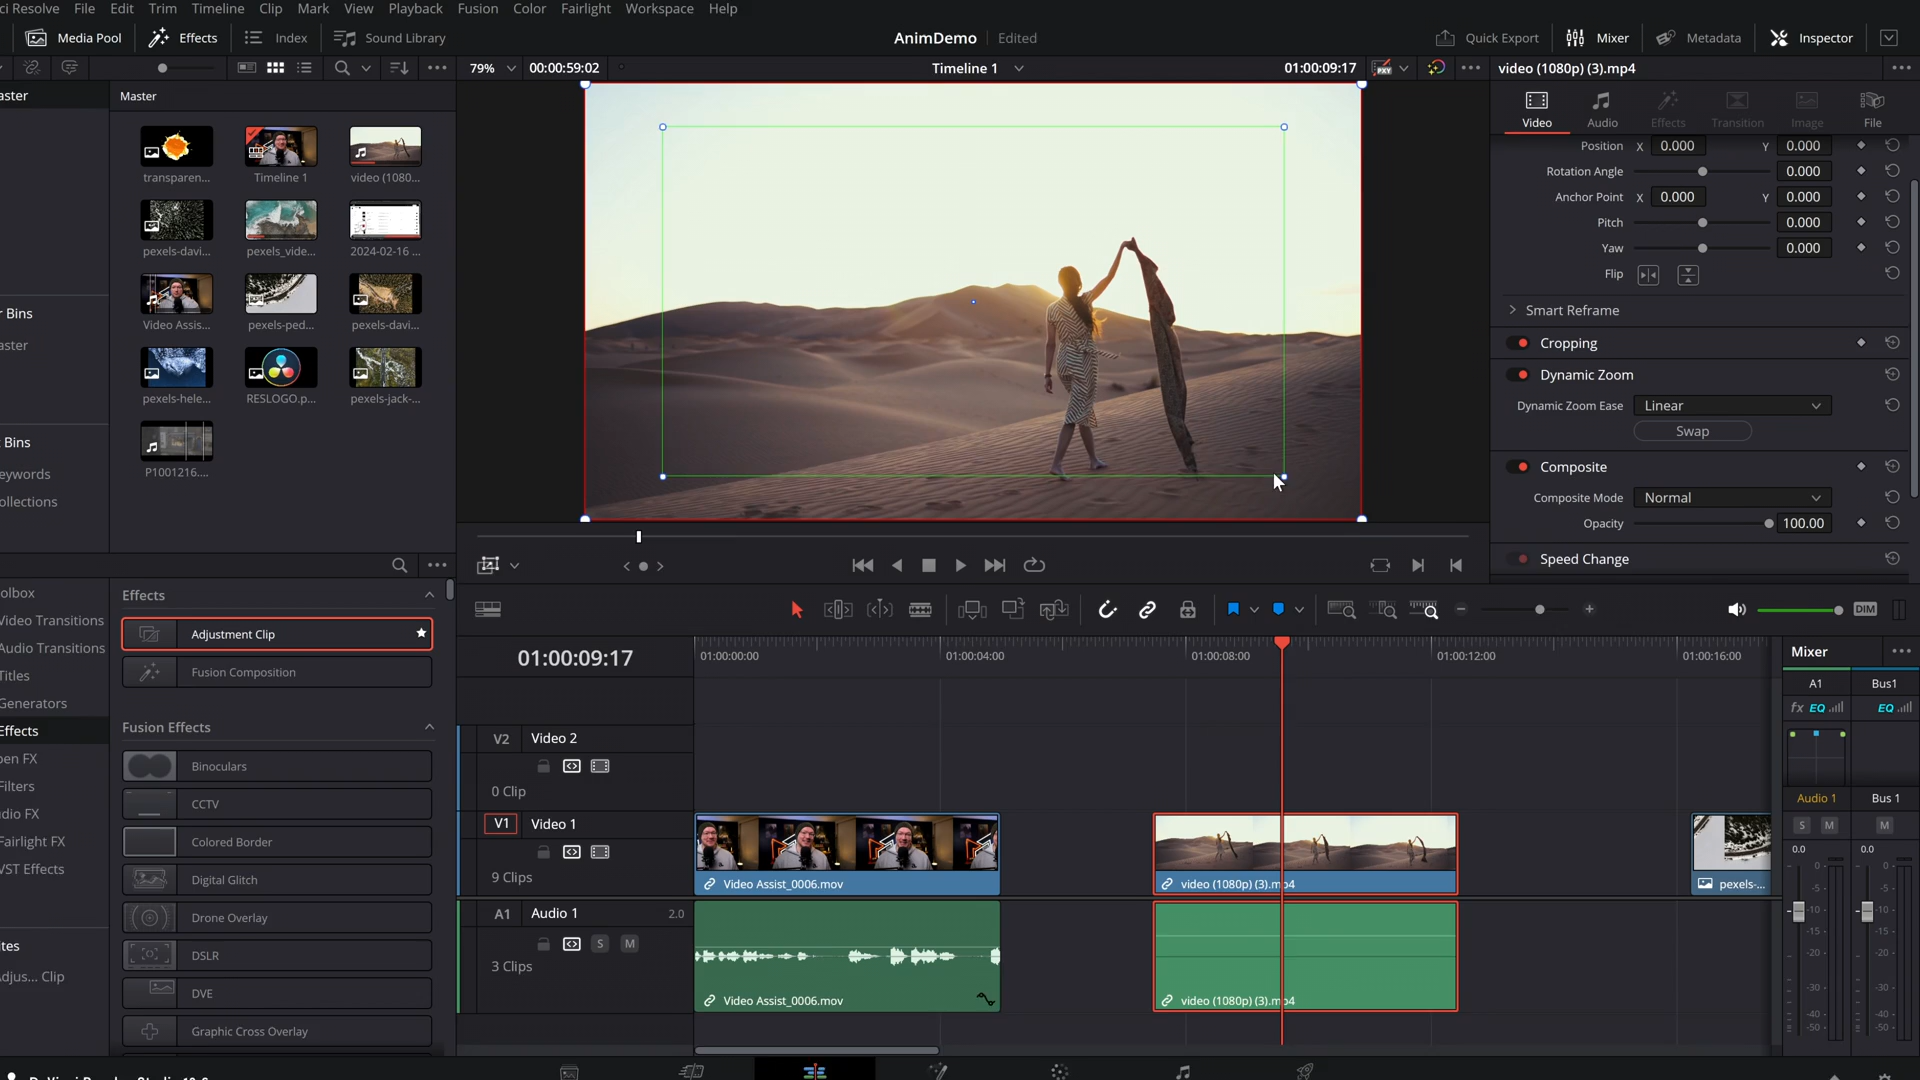 ci Resolve File Edit Trim Timeline Clip Mark View Playback Fusion Color Fairlight Workspace Help
Media Pool Effects Index Sound Library AnimDemo Edited Quick Export Mixer Metadata Inspector
79% 00:00:59:02 Timeline 1 01:00:09:17 video (1080p) (3).mp4
aster Master
Video Audio Effects Transition Image File
transparen... Timeline 1 video (1080...
pexels-davi... pexels_vide... 2024-02-16 ...
Video Assis... pexels-ped... pexels-davi...
pexels-hele... RESLOGO.p... pexels-jack-...
P1001216....
r Bins
aster
t Bins
eywords
ollections
Position X 0.000 Y 0.000
Rotation Angle 0.000
Anchor Point X 0.000 Y 0.000
Pitch 0.000
Yaw 0.000
Flip
Smart Reframe
Cropping
Dynamic Zoom
Dynamic Zoom Ease Linear
Swap
Composite
Composite Mode Normal
Opacity 100.00
Speed Change
olbox
Video Transitions
Audio Transitions
Titles
Generators
Effects
pen FX
Filters
udio FX
Fairlight FX
VST Effects
ites
Adjus... Clip
Effects
Adjustment Clip
Fusion Composition
Fusion Effects
Binoculars
CCTV
Colored Border
Digital Glitch
Drone Overlay
DSLR
DVE
Graphic Cross Overlay
DIM
01:00:09:17 01:00:00:00 01:00:04:00 01:00:08:00 01:00:12:00 01:00:16:00
V2 Video 2
0 Clip
V1 Video 1
9 Clips
Video Assist_0006.mov video (1080p) (3).mp4 pexels-...
A1 Audio 1 2.0
S M
3 Clips
Video Assist_0006.mov video (1080p) (3).mp4
Mixer
A1 Bus1
fx EQ EQ
Audio 1 Bus 1
S M M
0.0 0.0
0 0
-5 -5
-10 -10
-15 -15
-20 -20
-30 -30
-40 -40
-50 -50